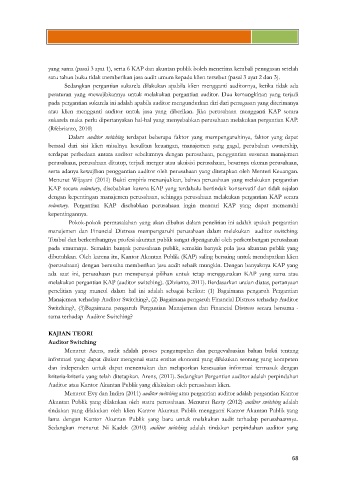 yang sama (pasal 3 ayat 1), serta 6 KAP dan akuntan publik boleh menerima kembali penugasan setelah
satu tahun buku tidak memberikan jasa audit umum kepada klien tersebut (pasal 3 ayat 2 dan 3).
Sedangkan pergantian sukarela dilakukan apabila klien mengganti auditornya, ketika tidak ada
peraturan yang mewajibkannya untuk melakukan pergantian auditor. Dua kemungkinan yang terjadi
pada pergantian sukarela ini adalah apabila auditor mengundurkan diri dari penugasan yang diterimanya
atau klien mengganti auditor untuk jasa yang diberikan. Jika perusahaan mengganti KAP secara
sukarela maka perlu dipertanyakan hal-hal yang menyebabkan perusahaan melakukan pergantian KAP.
(Febrianto, 2010)
Dalam auditor switching terdapat beberapa faktor yang mempengaruhinya, faktor yang dapat
berasal dari sisi klien misalnya kesulitan keuangan, manajemen yang gagal, perubahan ownership,
terdapat perbedaan antara auditor sebelumnya dengan perusahaan, penggantian susunan manajemen
perusahaan, perusahaan ditutup, terjadi merger atau akuisisi perusahaan, besarnya ukuran perusahaan,
serta adanya kewajiban penggantian auditor oleh perusahaan yang ditetapkan oleh Menteri Keuangan.
Menurut Wijayani (2011) Bukti empiris menunjukkan, bahwa perusahaan yang melakukan pergantian
KAP secara voluntary, disebabkan karena KAP yang terdahulu bertindak konservatif dan tidak sejalan
dengan kepentingan manajemen perusahaan, sehingga perusahaan melakukan pergantian KAP secara
voluntary. Pergantian KAP disebabkan perusahaan ingin mencari KAP yang dapat memenuhi
kepentingannya.
Pokok-pokok permasalahan yang akan dibahas dalam penelitian ini adalah apakah pergantian
manajemen dan Financial Distress mempengaruhi perusahaan dalam melakukan auditor switching.
Timbul dan berkembangnya profesi akuntan publik sangat dipengaruhi oleh perkembangan perusahaan
pada umumnya. Semakin banyak perusahaan publik, semakin banyak pula jasa akuntan publik yang
dibutuhkan. Oleh karena itu, Kantor Akuntan Publik (KAP) saling bersaing untuk mendapatkan klien
(perusahaan) dengan berusaha memberikan jasa audit sebaik mungkin. Dengan banyaknya KAP yang
ada saat ini, perusahaan pun mempunyai pilihan untuk tetap menggunakan KAP yang sama atau
melakukan pergantian KAP (auditor switching). (Divianto, 2011). Berdasarkan uraian diatas, pertanyaan
penelitian yang muncul dalam hal ini adalah sebagai berikut: (1) Bagaimana pengaruh Pergantian
Manajemen terhadap Auditor Switching?, (2) Bagaimana pengaruh Financial Distress terhadap Auditor
Switching?, (3)Bagaimana pengaruh Pergantian Manajemen dan Financial Distress secara bersama -
sama terhadap Auditor Switching?
KAJIAN TEORI
Auditor Switching
Menurut Arens, audit adalah proses pengumpulan dan pengevaluasian bahan bukti tentang
informasi yang dapat diukur mengenai suatu entitas ekonomi yang dilakukan seorang yang kompeten
dan independen untuk dapat menentukan dan melaporkan kesesuaian informasi termasuk dengan
kriteria-kriteria yang telah ditetapkan. Arens, (2011). Sedangkan Pergantian auditor adalah perpindahan
Auditor atau Kantor Akuntan Publik yang dilakukan oleh perusahaan klien.
Menurut Evy dan Indira (2011) auditor switching atau pergantian auditor adalah pergantian Kantor
Akuntan Publik yang dilakukan oleh suatu perusahaan. Menurut Resty (2012) auditor switching adalah
tindakan yang dilakukan oleh klien Kantor Akuntan Publik mengganti Kantor Akuntan Publik yang
lama dengan Kantor Akuntan Publik yang baru untuk melakukan audit terhadap perusahaannya.
Sedangkan menurut Ni Kadek (2010) auditor switching adalah tindakan perpindahan auditor yang
68